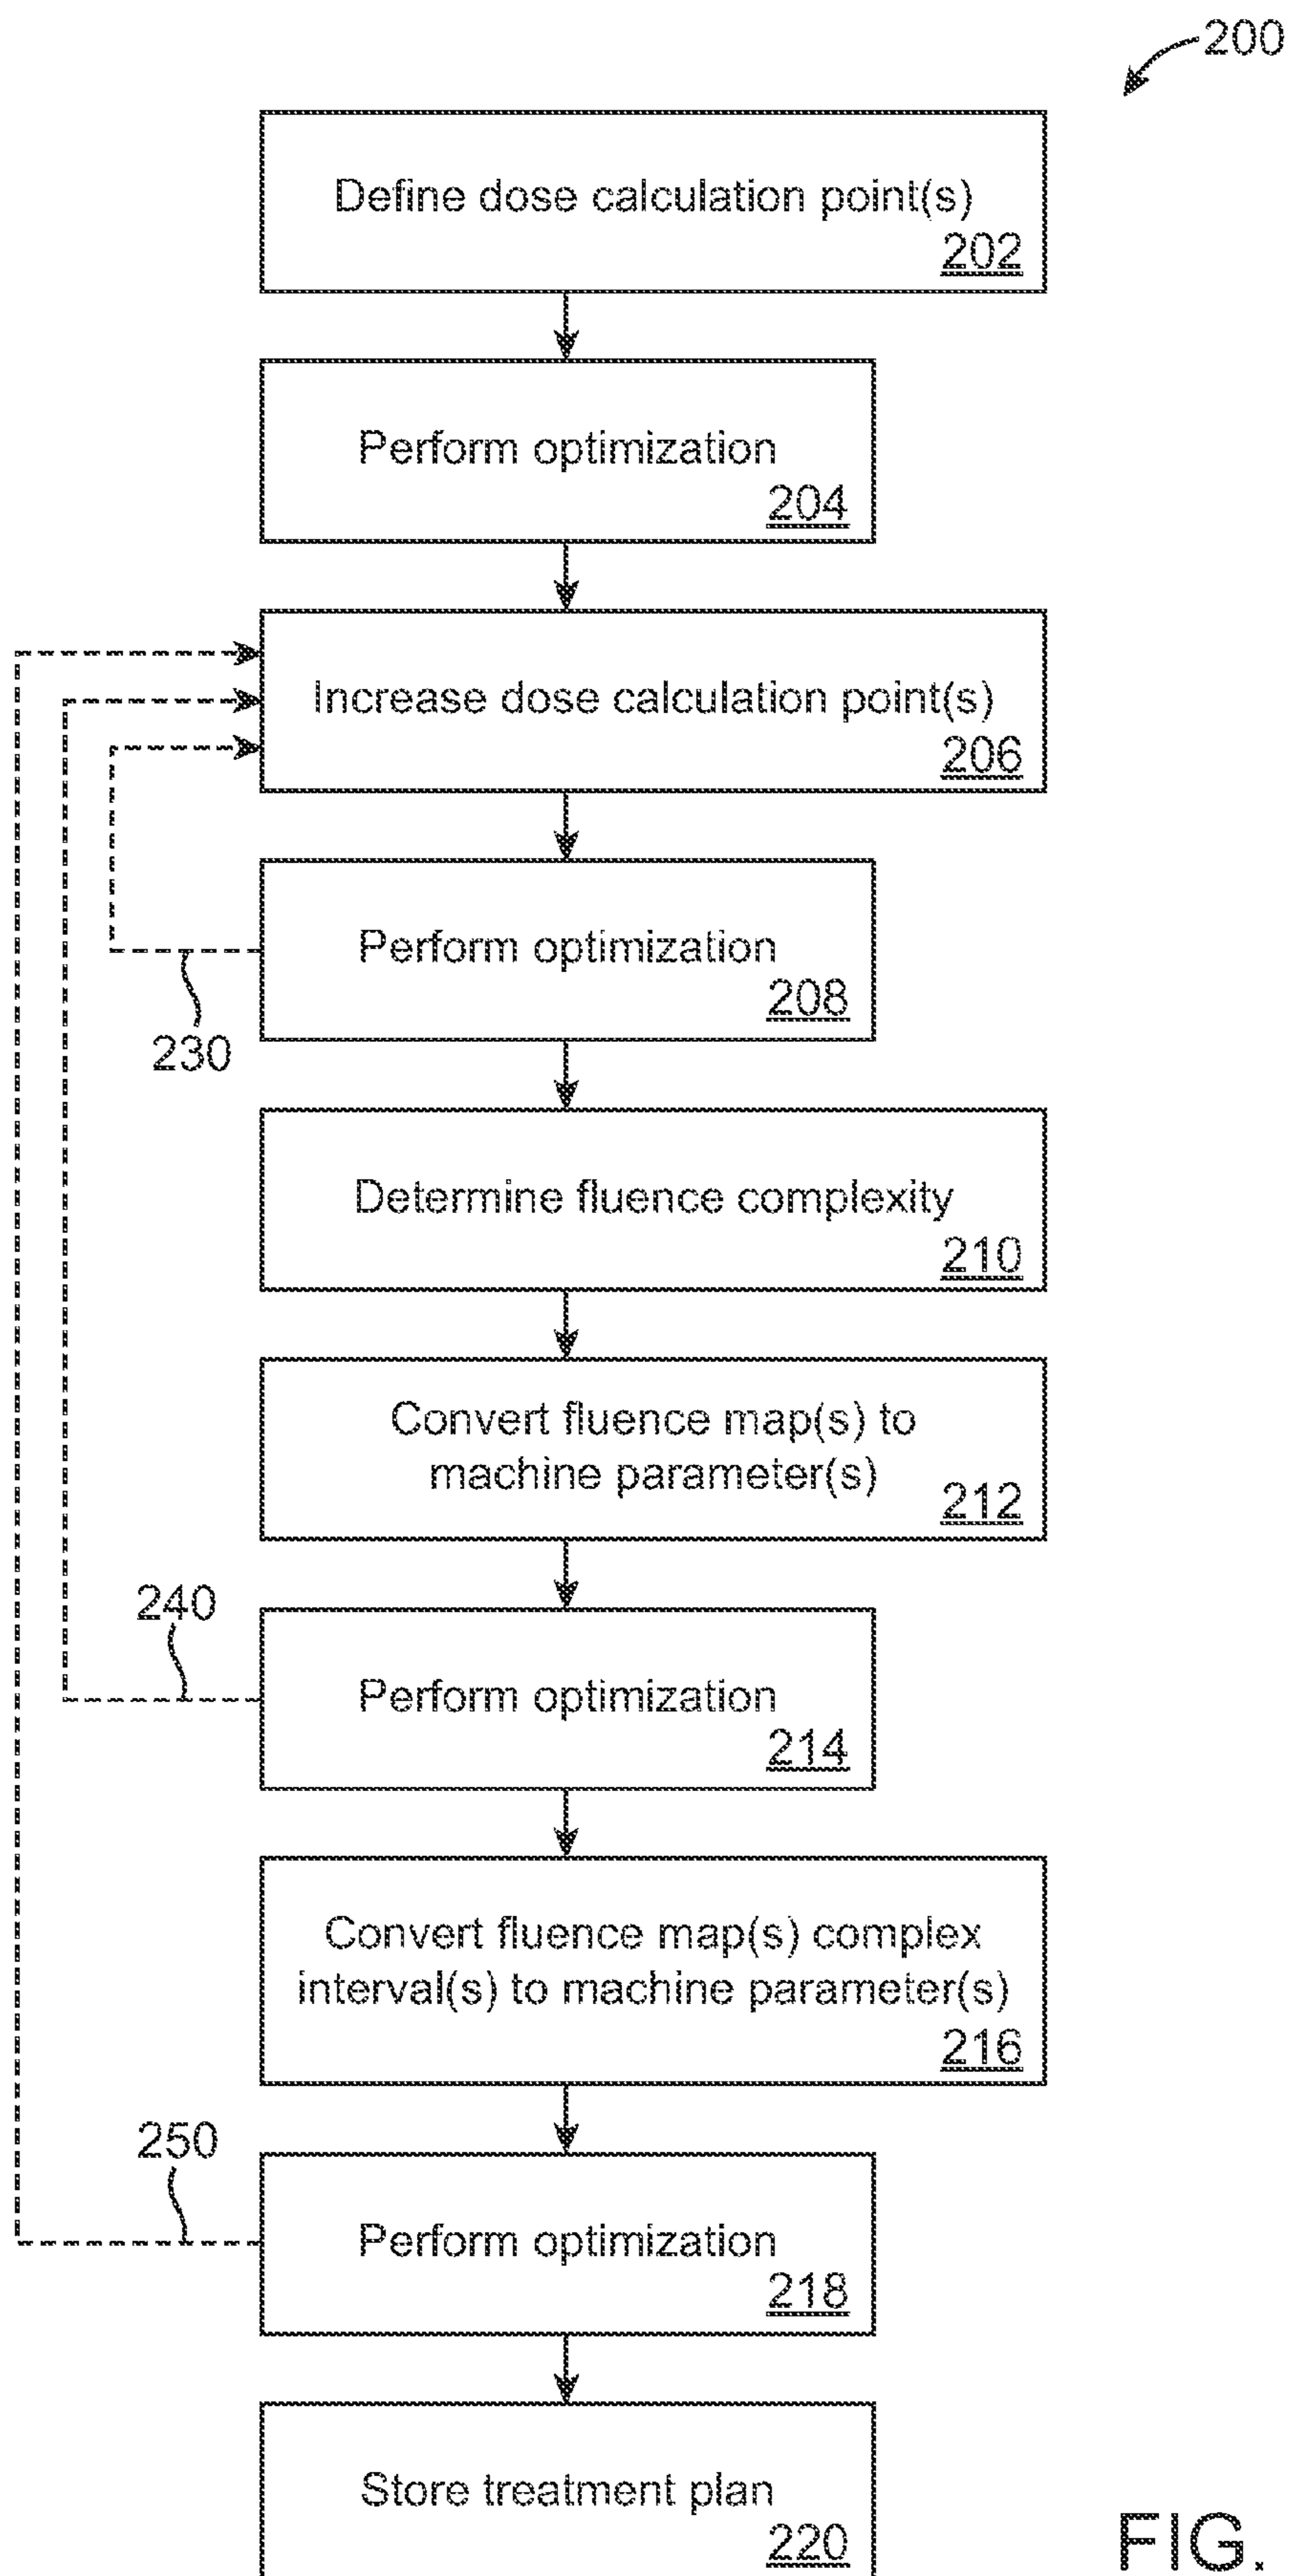 200
Define dose calculation point(s)
202
Perform optimization
204
Increase dose calculation point(s)
206
Perform optimization
208
230
Determine fluence complexity
210
Convert fluence map(s) to
machine parameter(s)
212
240
Perform optimization
214
Convert fluence map(s) complex
interval(s) to machine parameter(s)
216
250
Perform optimization
218
Store treatment plan
220
FIG.